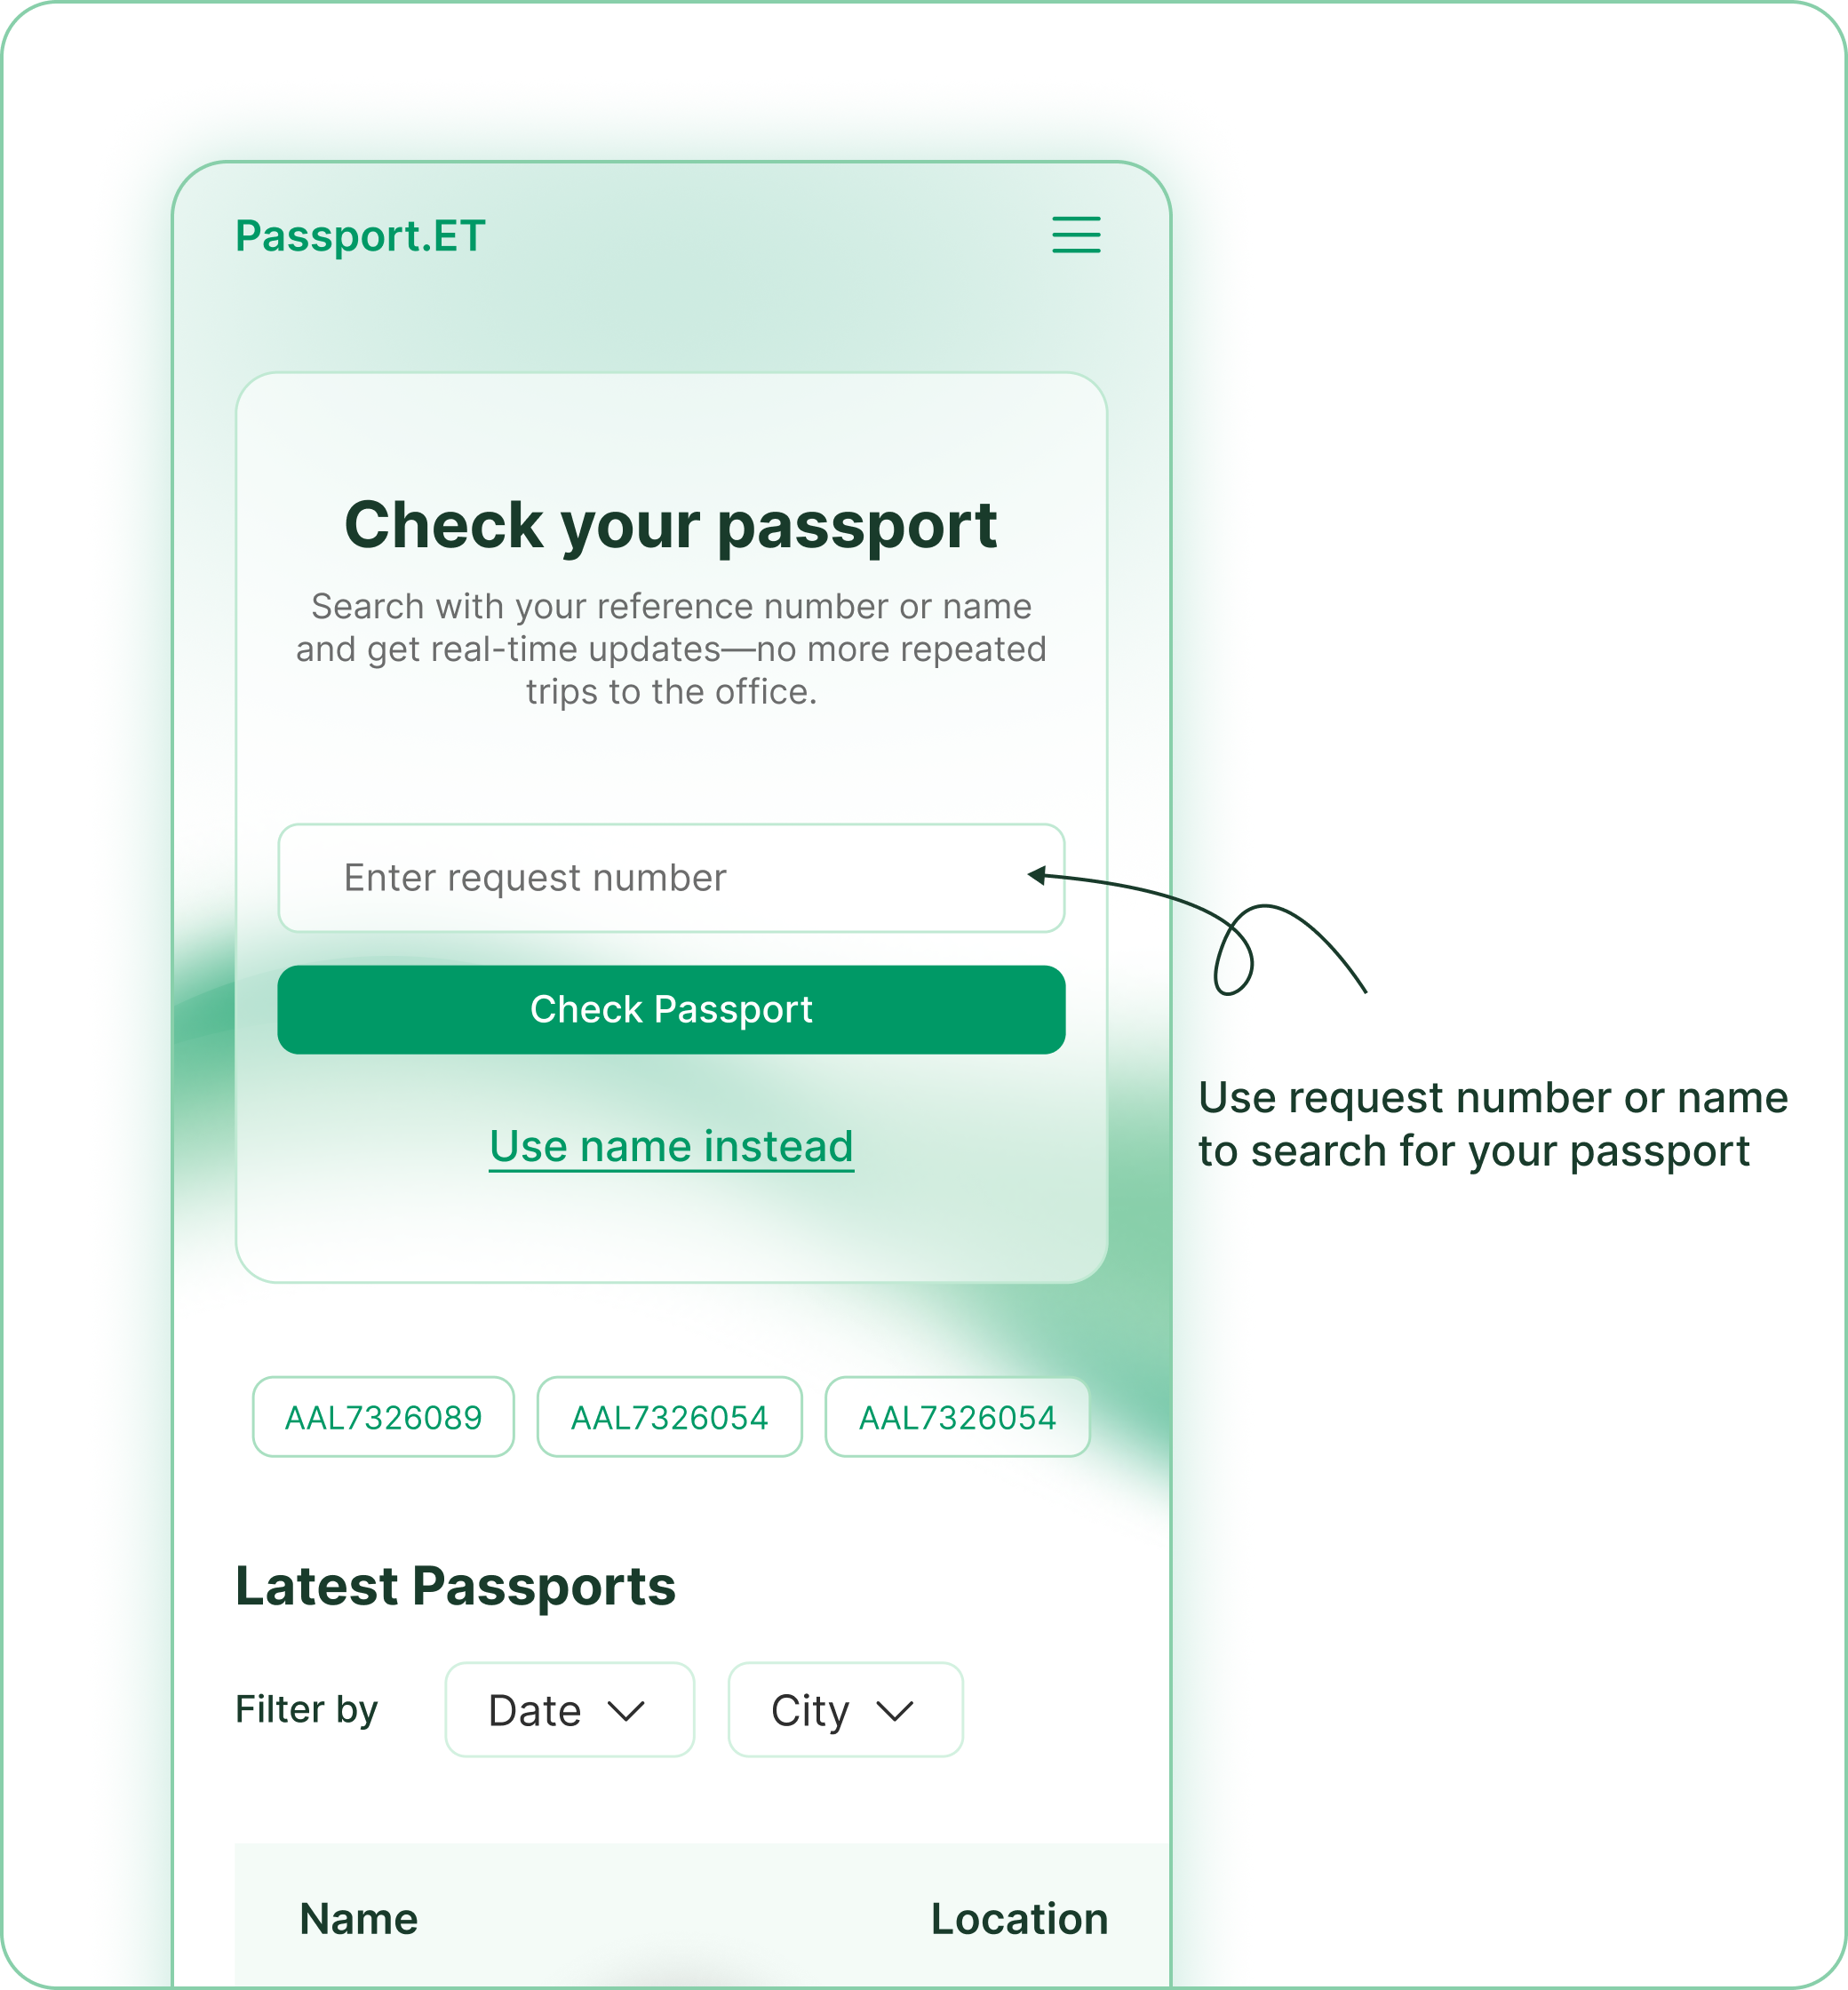 Passport.ET
Check your passport
Search with your reference number or name
and get real-time updates—no more repeated
trips to the office.
Enter request number
Check Passport
Use name instead
Use request number or name
to search for your passport
AAL7326089 AAL7326054 AAL7326054
Latest Passports
Filter by Date City
Name Location